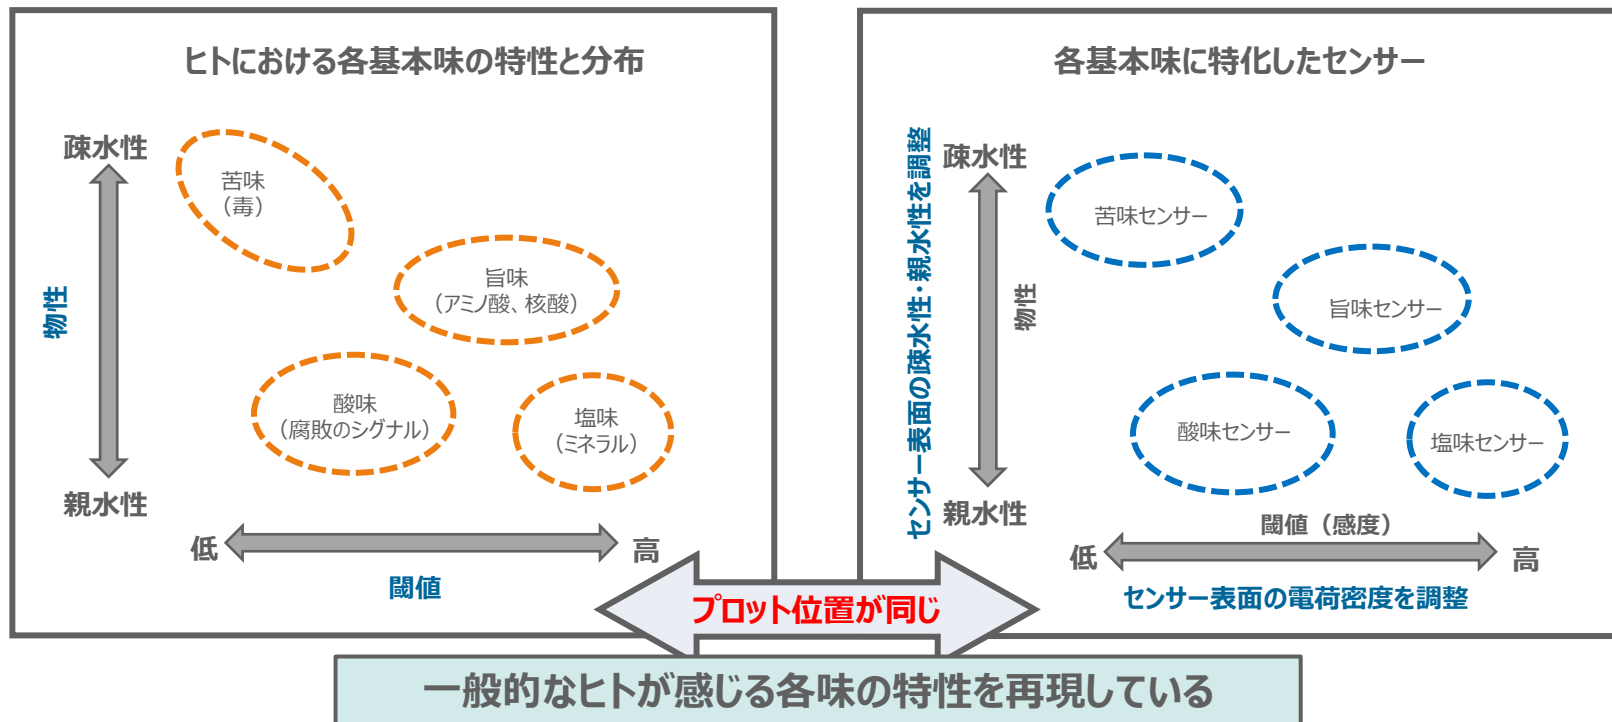 ヒトにおける各基本味の特性と分布
疎水性
苦味
（毒）
旨味
（アミノ酸、核酸）
物性
酸味
（腐敗のシグナル）
塩味
（ミネラル）
親水性
低
高
閾値
各基本味に特化したセンサー
センサー表面の疎水性・親水性を調整
疎水性
苦味センサー
物性
旨味センサー
酸味センサー
塩味センサー
親水性
閾値（感度）
低
高
センサー表面の電荷密度を調整
プロット位置が同じ
一般的なヒトが感じる各味の特性を再現している